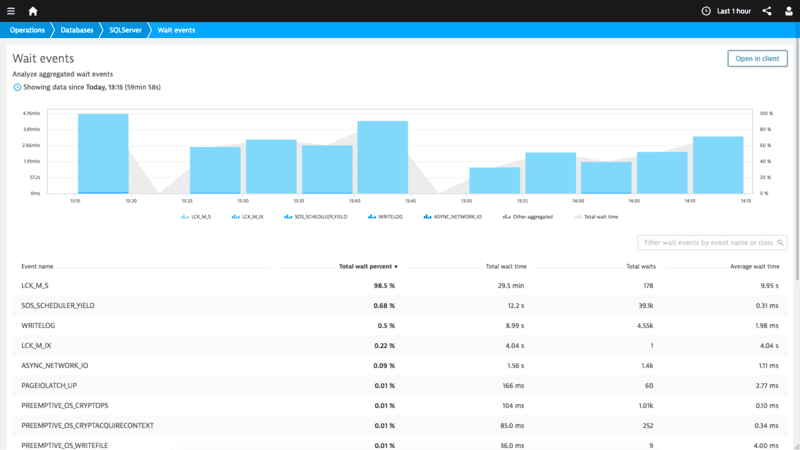 Last 1 hour
Operations Databases SQLServer Wait events
Wait events
Open in client
Analyze aggregated wait events
Showing data since Today, 13:15 (59min 58s)
4.76min 100 %
3.81min 80 %
2.86min 60 %
1.91min 40 %
57.2s 20 %
0ms 0 %
13:15 13:20 13:25 13:30 13:35 13:40 13:45 13:50 13:55 14:00 14:05 14:10 14:15
LCK_M_S LCK_M_IX SOS_SCHEDULER_YIELD WRITELOG ASYNC_NETWORK_IO Other aggregated Total wait time
Filter wait events by event name or class
Event name Total wait percent ▼ Total wait time Total waits Average wait time
LCK_M_S 98.5 % 29.5 min 178 9.95 s
SOS_SCHEDULER_YIELD 0.68 % 12.2 s 39.1k 0.31 ms
WRITELOG 0.5 % 8.99 s 4.55k 1.98 ms
LCK_M_IX 0.22 % 4.04 s 1 4.04 s
ASYNC_NETWORK_IO 0.09 % 1.56 s 1.4k 1.11 ms
PAGEIOLATCH_UP 0.01 % 166 ms 60 2.77 ms
PREEMPTIVE_OS_CRYPTOPS 0.01 % 104 ms 1.01k 0.10 ms
PREEMPTIVE_OS_CRYPTACQUIRECONTEXT 0.01 % 85.0 ms 252 0.34 ms
PREEMPTIVE_OS_WRITEFILE 0.01 % 36.0 ms 9 4.00 ms